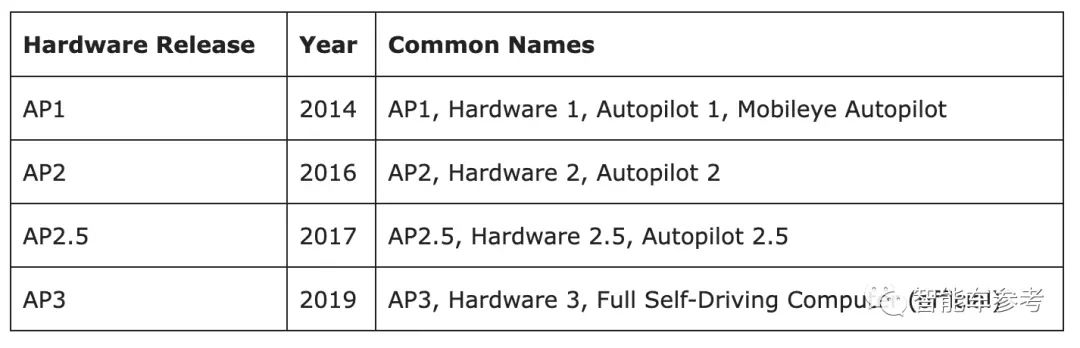 Hardware Release Year Common Names
AP1 2014 AP1, Hardware 1, Autopilot 1, Mobileye Autopilot
AP2 2016 AP2, Hardware 2, Autopilot 2
AP2.5 2017 AP2.5, Hardware 2.5, Autopilot 2.5
AP3 2019 AP3, Hardware 3, Full Self-Driving Computer (official)
智能车参考